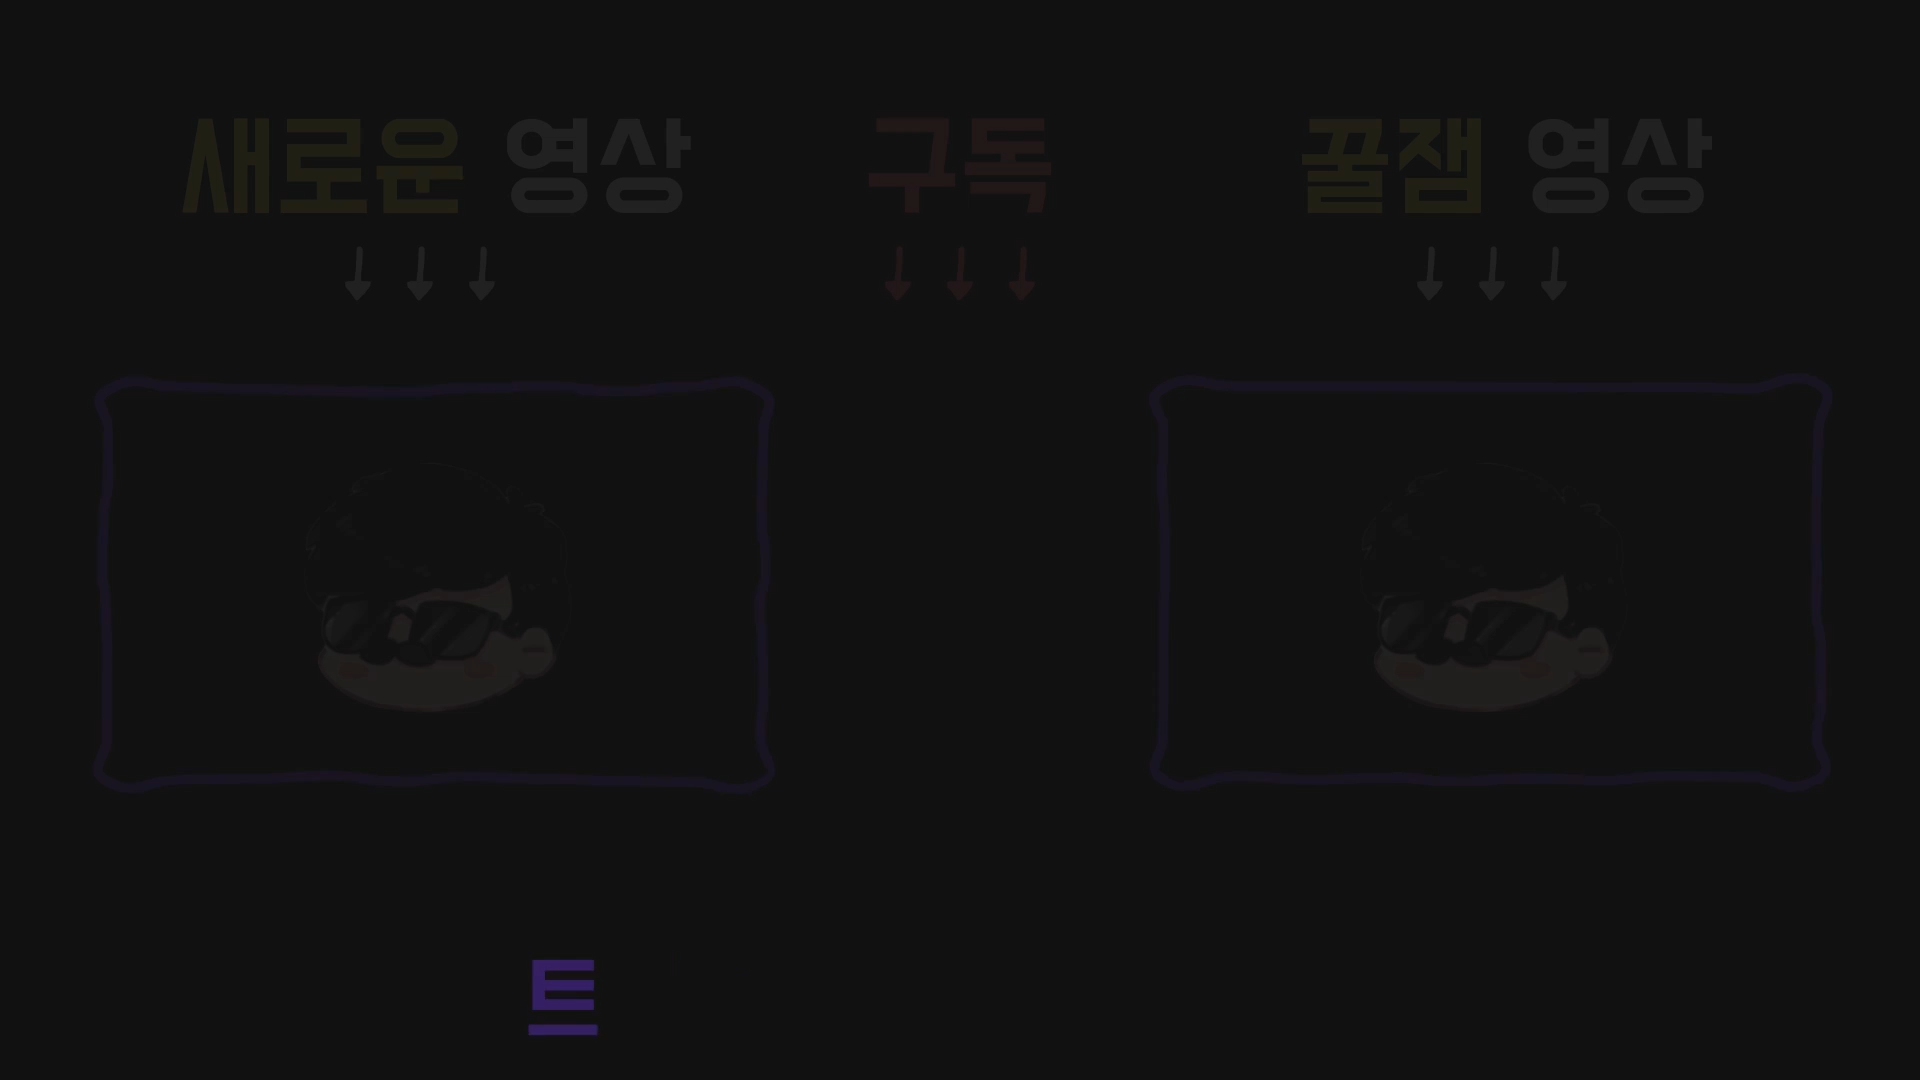 새로운 영상
구독
꿀잼 영상
트